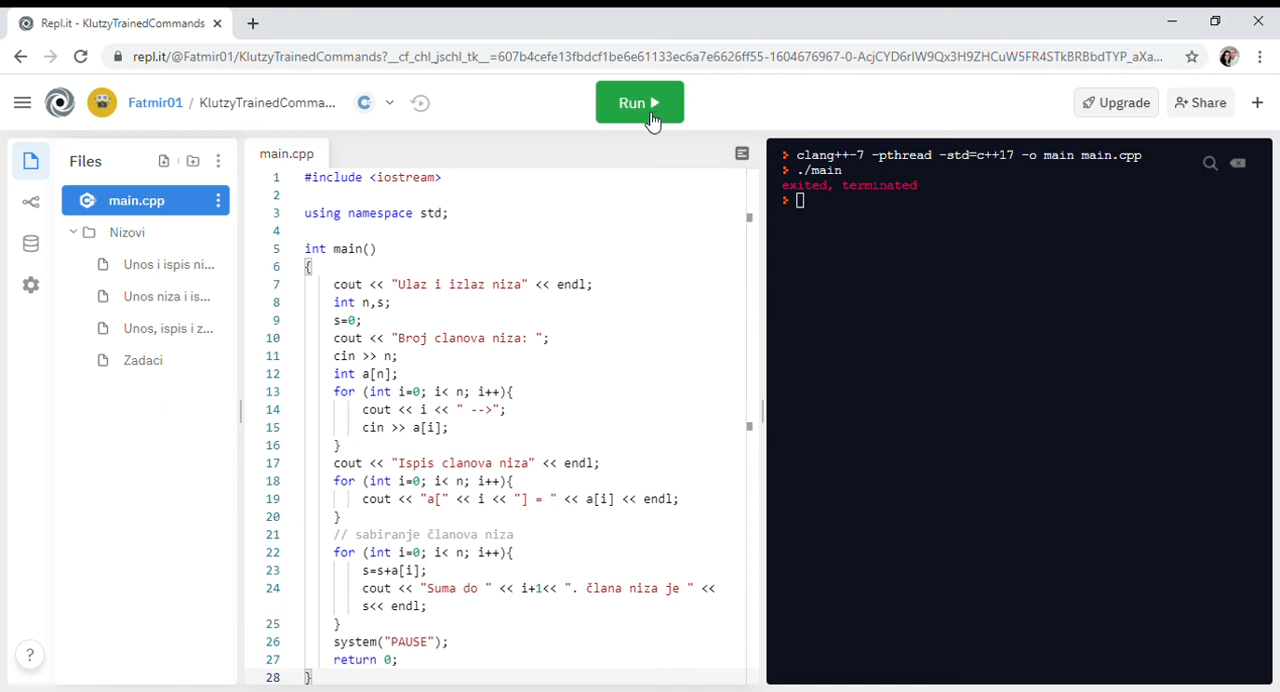 Repl.it - KlutzyTrainedCommands
repl.it/@Fatmir01/KlutzyTrainedCommands?__cf_chl_jschl_tk__=607b4cefe13fbdcf1be6e61133ec6a7e6626ff55-1604676967-0-AcjCYD6rIW9Qx3H9ZHCuW5FR4STkBRBbdTYP_aXa...
Fatmir01 / KlutzyTrainedComma...
Run
Upgrade
Share
Files
main.cpp
Nizovi
Unos i ispis ni...
Unos niza i is...
Unos, ispis i z...
Zadaci
?
main.cpp
1 #include <iostream>
2
3 using namespace std;
4
5 int main()
6 {
7 cout << "Ulaz i izlaz niza" << endl;
8 int n,s;
9 s=0;
10 cout << "Broj clanova niza: ";
11 cin >> n;
12 int a[n];
13 for (int i=0; i< n; i++){
14 cout << i << " -->";
15 cin >> a[i];
16 }
17 cout << "Ispis clanova niza" << endl;
18 for (int i=0; i< n; i++){
19 cout << "a[" << i << "] = " << a[i] << endl;
20 }
21 // sabiranje članova niza
22 for (int i=0; i< n; i++){
23 s=s+a[i];
24 cout << "Suma do " << i+1<< ". člana niza je " <<
s<< endl;
25 }
26 system("PAUSE");
27 return 0;
28 }
clang++-7 -pthread -std=c++17 -o main main.cpp
./main
exited, terminated